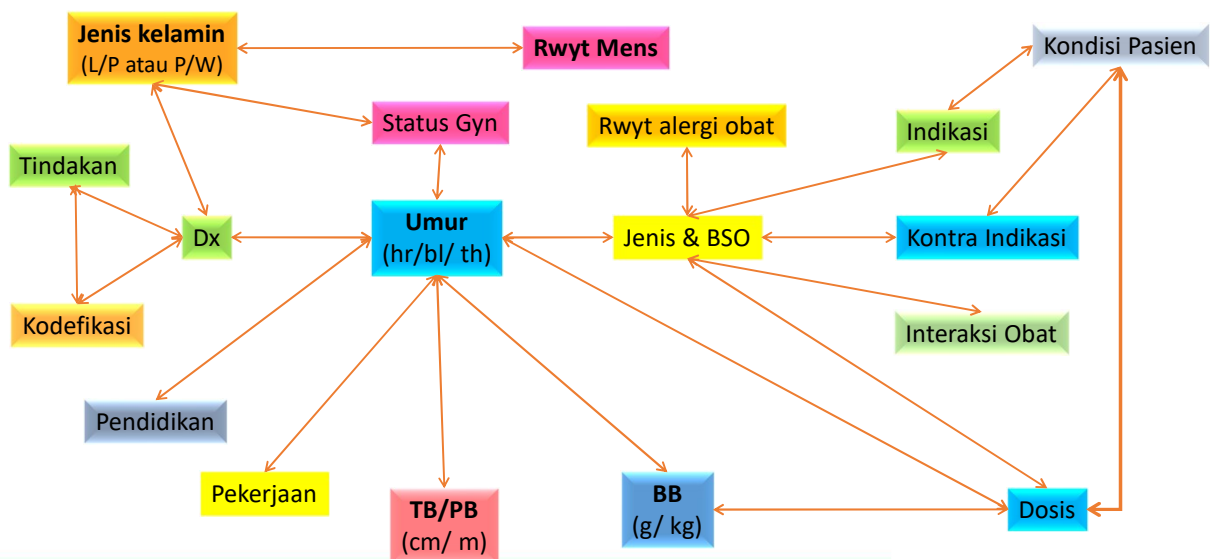 Jenis kelamin
(L/P atau P/W)
Rwyt Mens
Kondisi Pasien
Status Gyn
Rwyt alergi obat
Indikasi
Tindakan
Dx
Umur
(hr/bl/ th)
Jenis & BSO
Kontra Indikasi
Kodefikasi
Interaksi Obat
Pendidikan
Pekerjaan
TB/PB
(cm/ m)
BB
(g/ kg)
Dosis